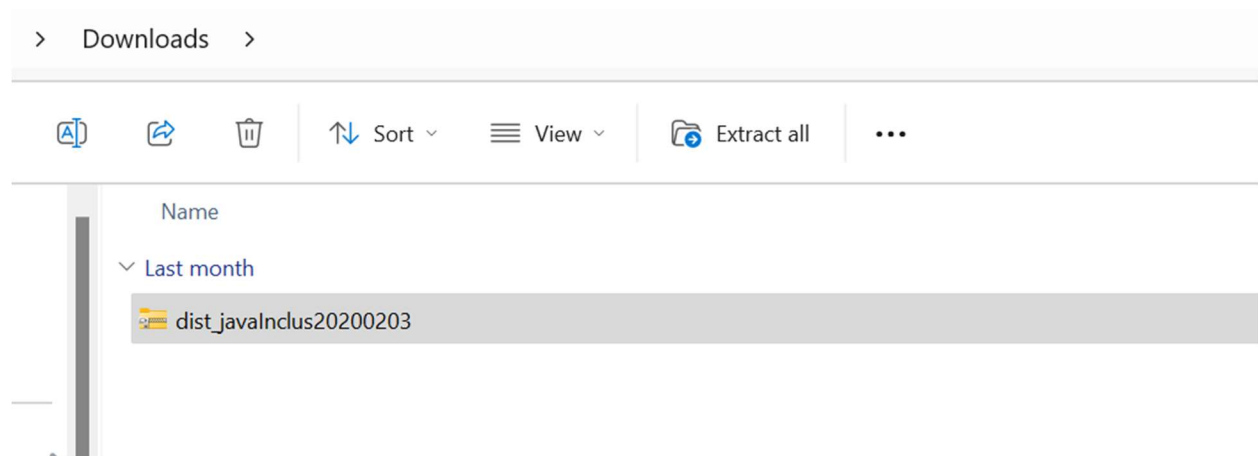 Downloads
Sort View Extract all
Name
Last month
dist_javaInclus20200203